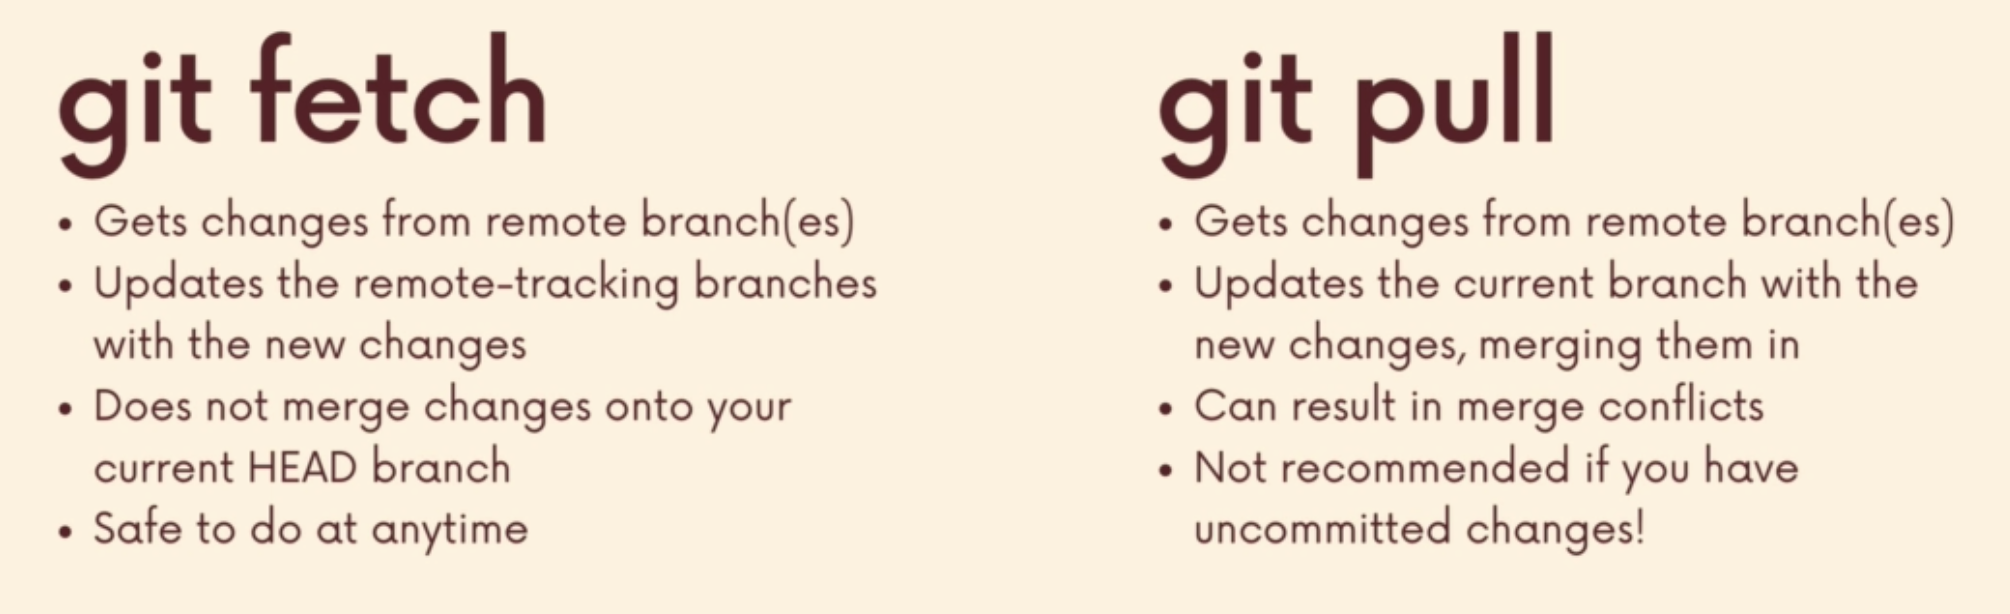 git fetch
• Gets changes from remote branch(es)
• Updates the remote-tracking branches
with the new changes
• Does not merge changes onto your
current HEAD branch
• Safe to do at anytime
git pull
• Gets changes from remote branch(es)
• Updates the current branch with the
new changes, merging them in
• Can result in merge conflicts
• Not recommended if you have
uncommitted changes!